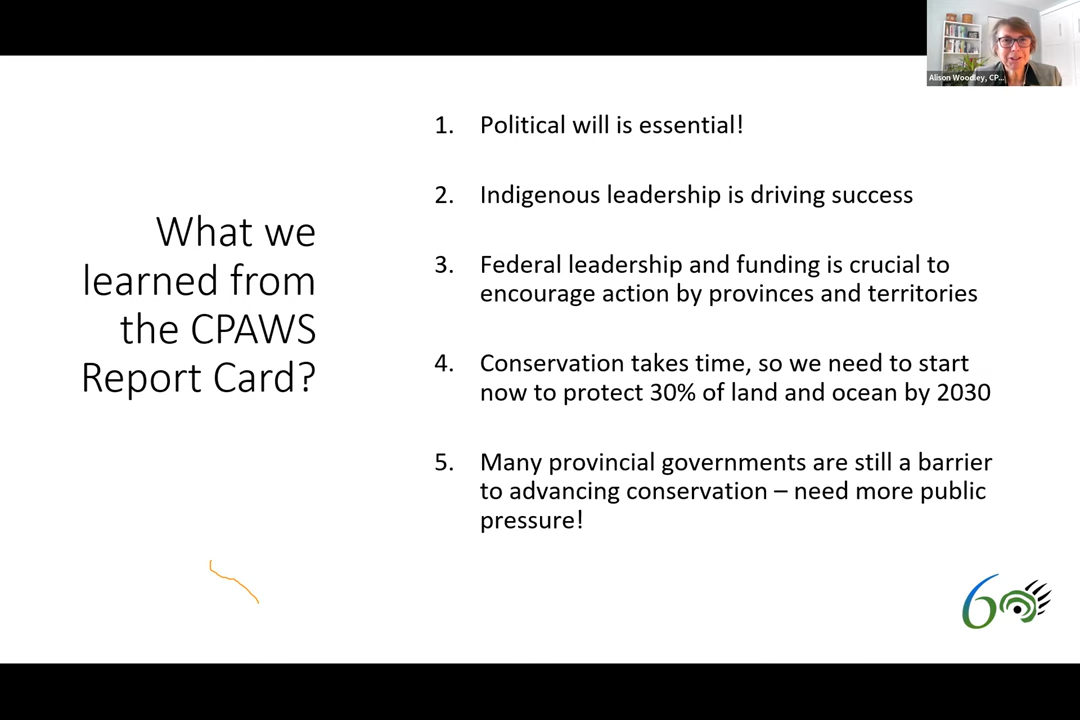 Alison Woodley, CP...
What we
learned from
the CPAWS
Report Card?
1. Political will is essential!
2. Indigenous leadership is driving success
3. Federal leadership and funding is crucial to
encourage action by provinces and territories
4. Conservation takes time, so we need to start
now to protect 30% of land and ocean by 2030
5. Many provincial governments are still a barrier
to advancing conservation – need more public
pressure!
60